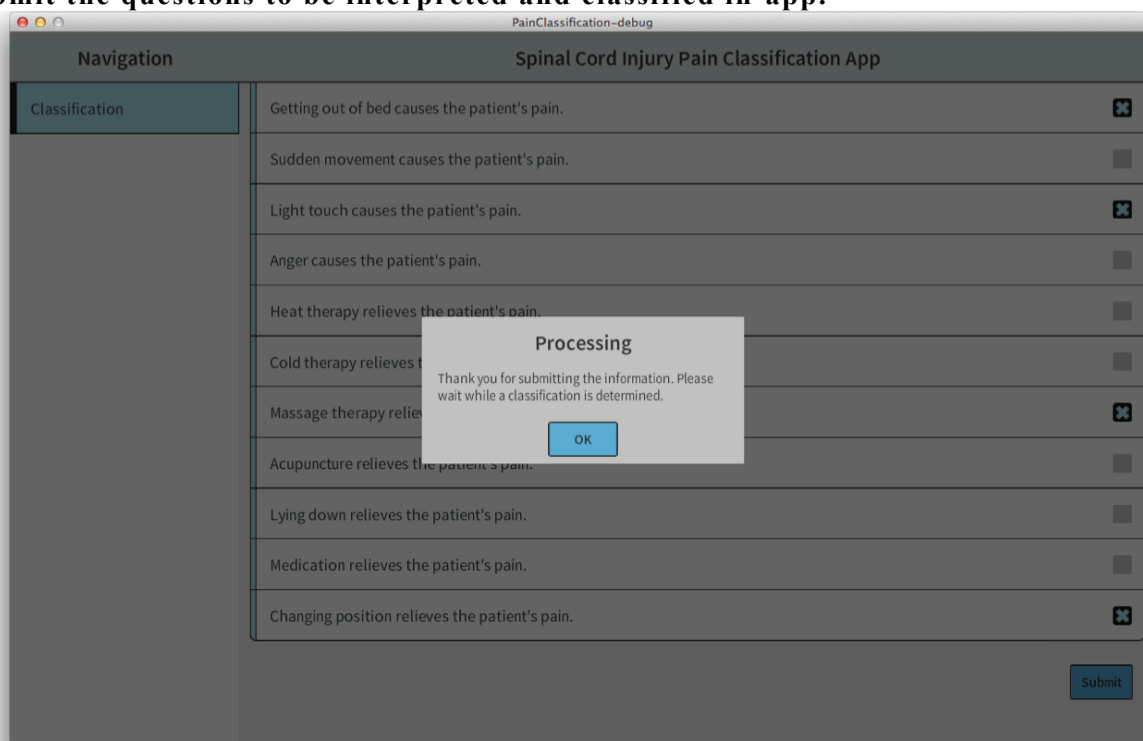 mit the questions to be interpreted and classified in app.
PainClassification-debug
Navigation
Spinal Cord Injury Pain Classification App
Classification
Getting out of bed causes the patient's pain.
Sudden movement causes the patient's pain.
Light touch causes the patient's pain.
Anger causes the patient's pain.
Heat therapy relieves the patient's pain.
Cold therapy relieves
Processing
Thank you for submitting the information. Please
wait while a classification is determined.
Massage therapy
OK
Acupuncture relieves the patient's pain.
Lying down relieves the patient's pain.
Medication relieves the patient's pain.
Changing position relieves the patient's pain.
Submit